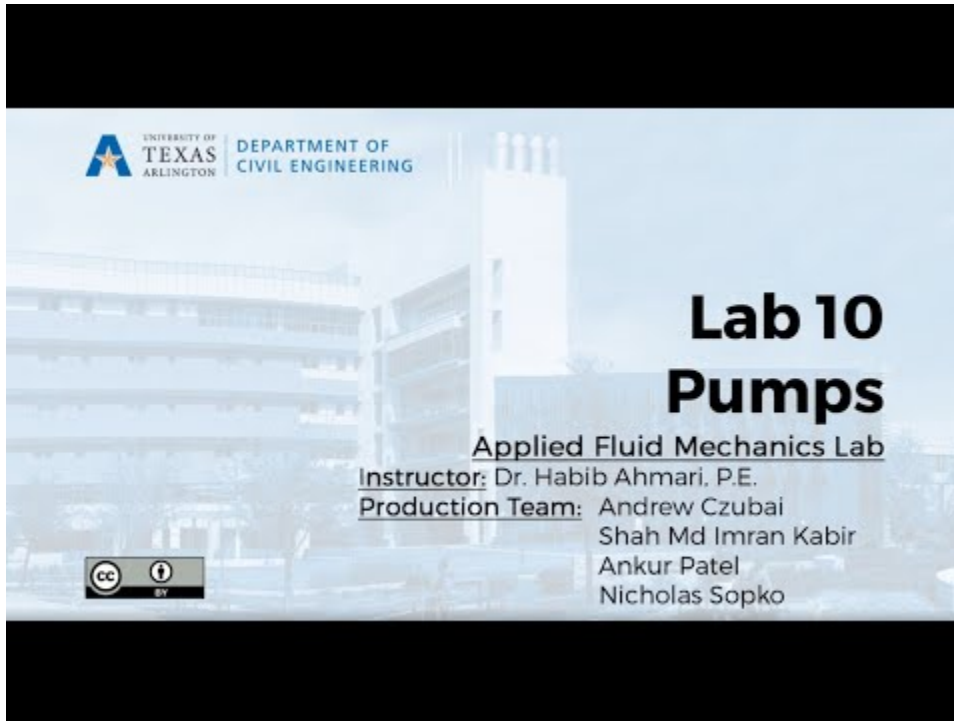 UNIVERSITY OF
TEXAS
ARLINGTON
DEPARTMENT OF
CIVIL ENGINEERING
Lab 10
Pumps
Applied Fluid Mechanics Lab
Instructor: Dr. Habib Ahmari. P.E.
Production Team: Andrew Czubai
Shah Md Imran Kabir
Ankur Patel
Nicholas Sopko
cc
BY